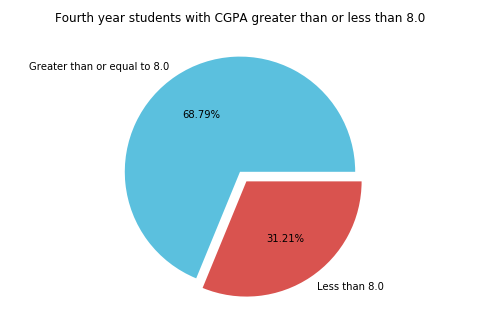 Fourth year students with CGPA greater than or less than 8.0
Greater than or equal to 8.0
68.79%
31.21%
Less than 8.0